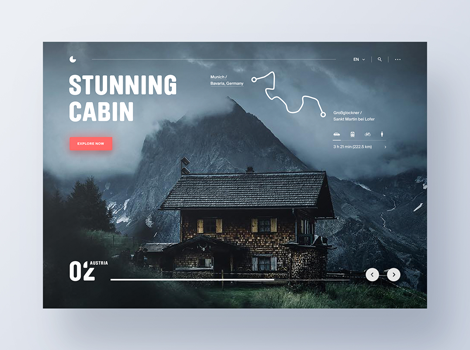 EN
STUNNING
CABIN
Munich /
Bavaria, Germany
Großglockner /
Sankt Martin bei Lofer
EXPLORE NOW
3 h 21 min (222,6 km)
02
AUSTRIA